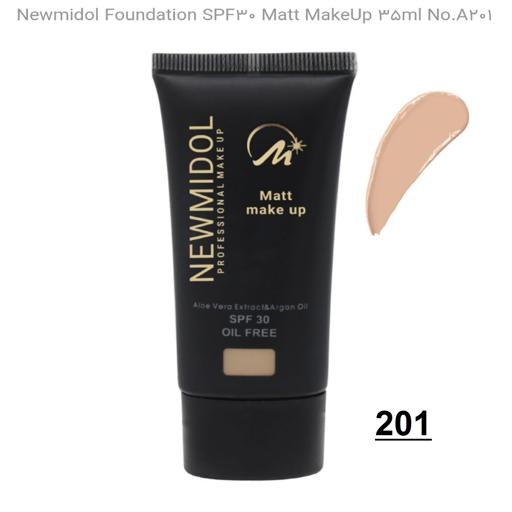 Newmidol Foundation SPF۳۰ Matt MakeUp ۳۵ml No.A۲۰۱
NEWMIDOL
PROFESSIONAL MAKE UP
M
Matt
make up
Aloe Vera Extract&Argan Oil
SPF 30
OIL FREE
201